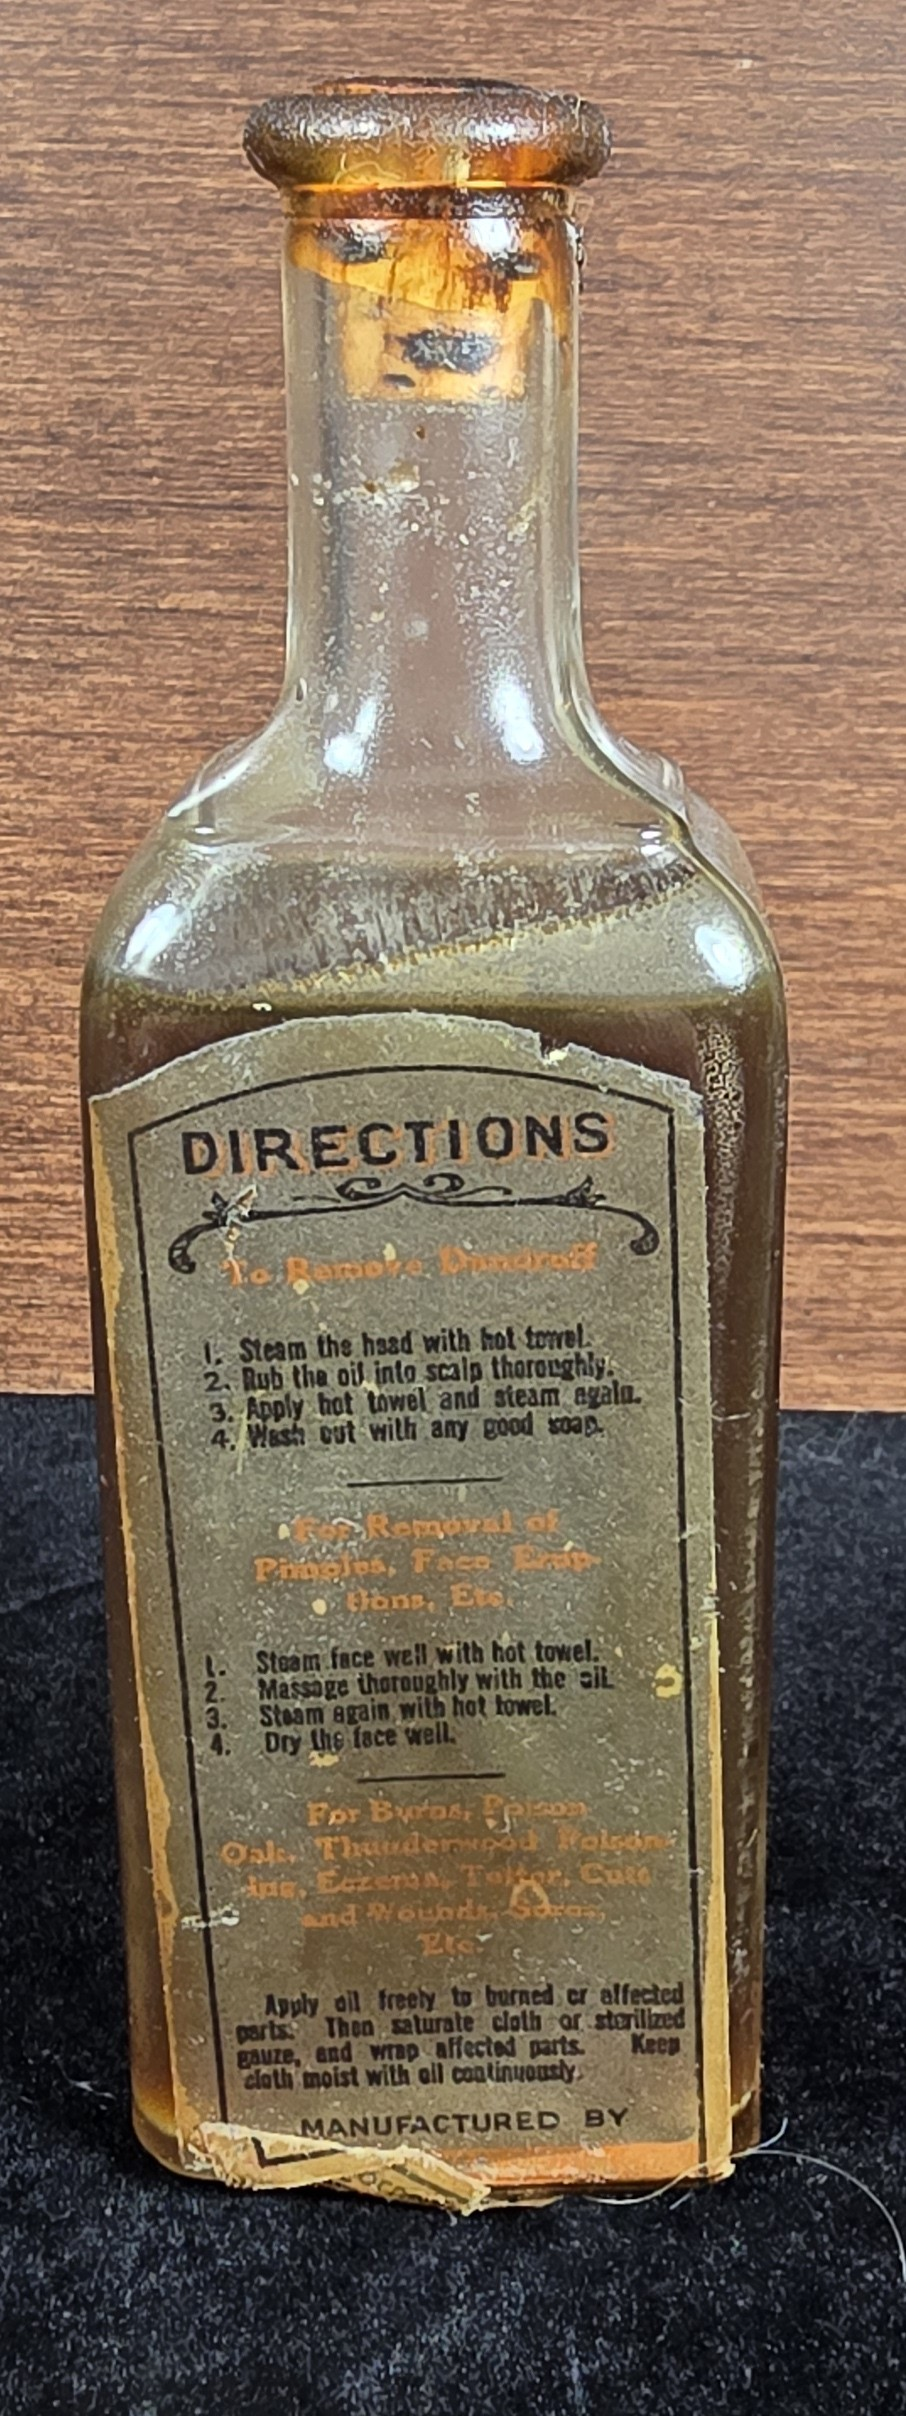 DIRECTIONS
To Remove Dandruff
1. Steam the head with hot towel.
2. Rub the oil into scalp thoroughly.
3. Apply hot towel and steam again.
4. Wash out with any good soap.
For Removal of
Pimples, Face Erup-
tions, Etc.
1. Steam face well with hot towel.
2. Massage thoroughly with the oil.
3. Steam again with hot towel.
4. Dry the face well.
For Burns, Poison
Oak, Thunderwood Poison-
ing, Eczema, Tetter, Cuts
and Wounds, Sores,
Etc.
Apply oil freely to burned or affected
parts. Then saturate cloth or sterilized
gauze, and wrap affected parts. Keep
cloth moist with oil continuously.
MANUFACTURED BY